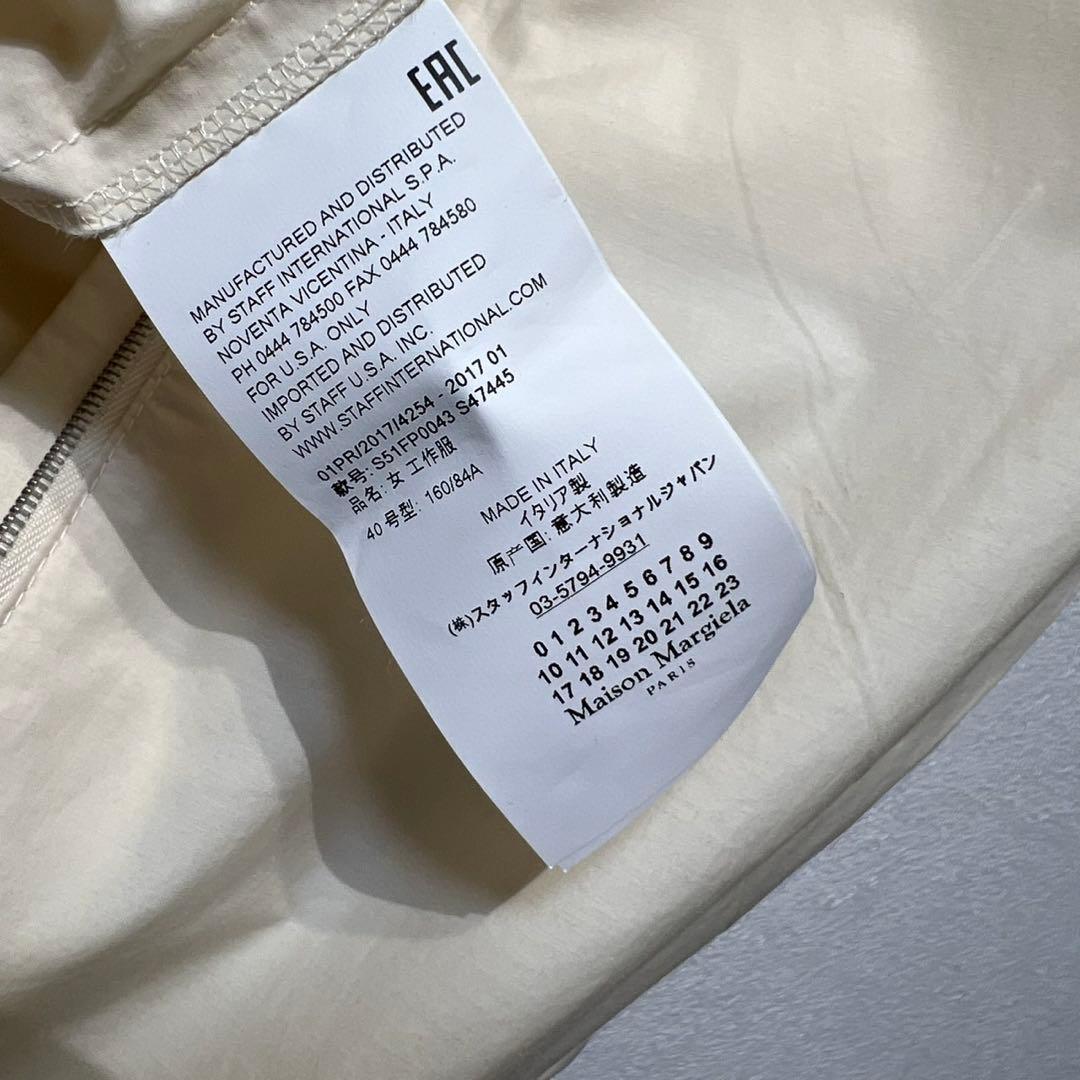 EAC
MANUFACTURED AND DISTRIBUTED
BY STAFF INTERNATIONAL S.P.A.
NOVENTA VICENTINA - ITALY
PH 0444 784500 FAX 0444 784580
FOR U.S.A. ONLY
IMPORTED AND DISTRIBUTED
BY STAFF U.S.A. INC.
WWW.STAFFINTERNATIONAL.COM
01PR/2017/4254 - 2017 01
款号: S51FP0043 S47445
品名: 女 工作服
40 号型: 160/84A
MADE IN ITALY
イタリア製
原产国: 意大利製造
(株)スタッフインターナショナルジャパン
03-5794-9931
0 1 2 3 4 5 6 7 8 9
10 11 12 13 14 15 16
17 18 19 20 21 22 23
Maison Margiela
PARIS